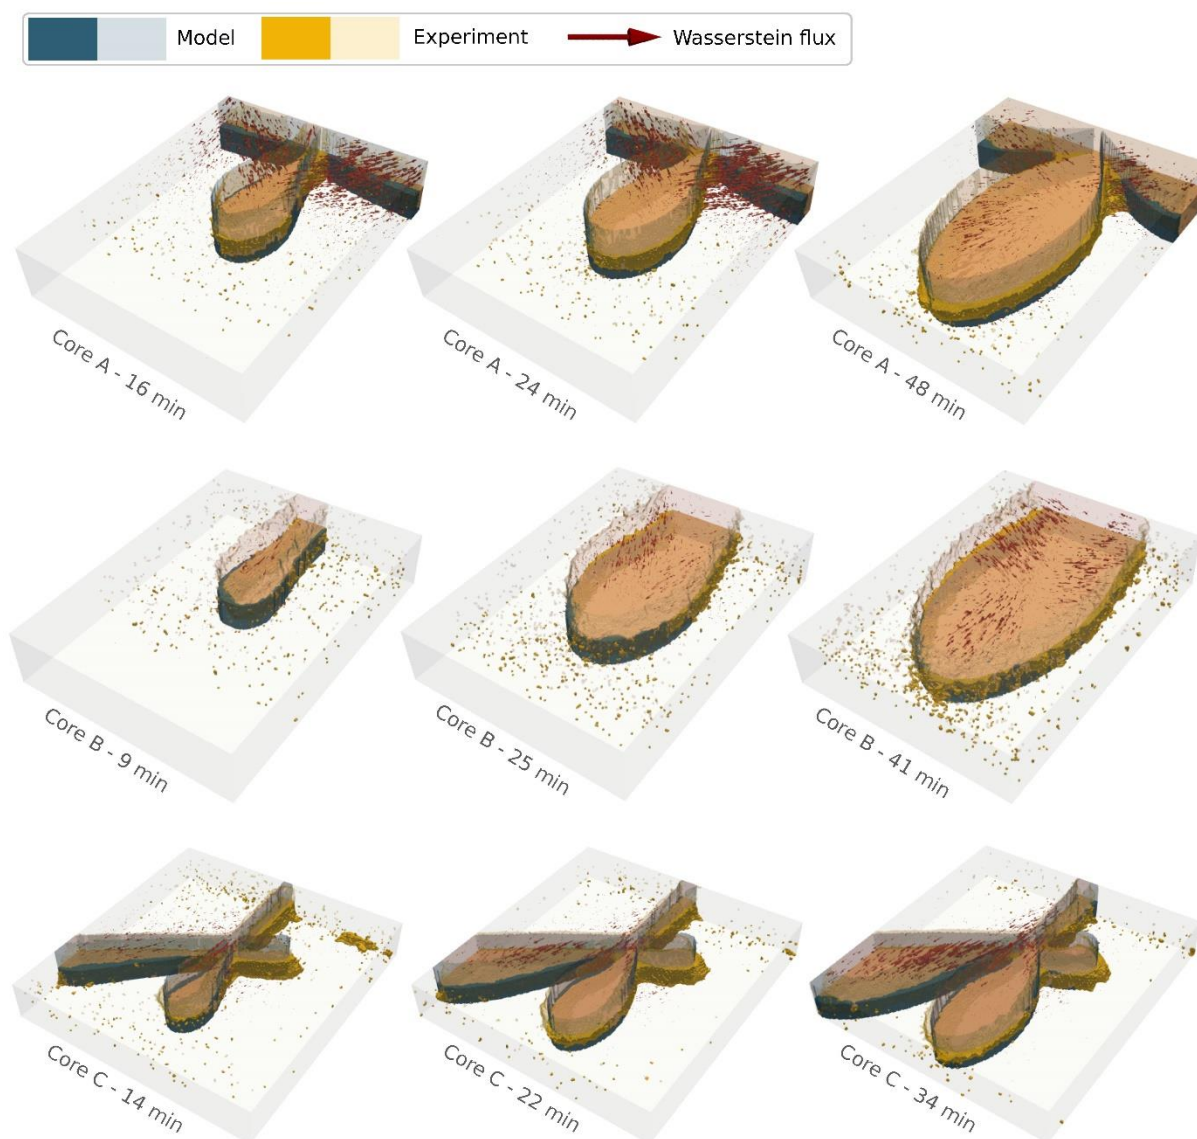 Model Experiment Wasserstein flux
Core A - 16 min
Core A - 24 min
Core A - 48 min
Core B - 9 min
Core B - 25 min
Core B - 41 min
Core C - 14 min
Core C - 22 min
Core C - 34 min